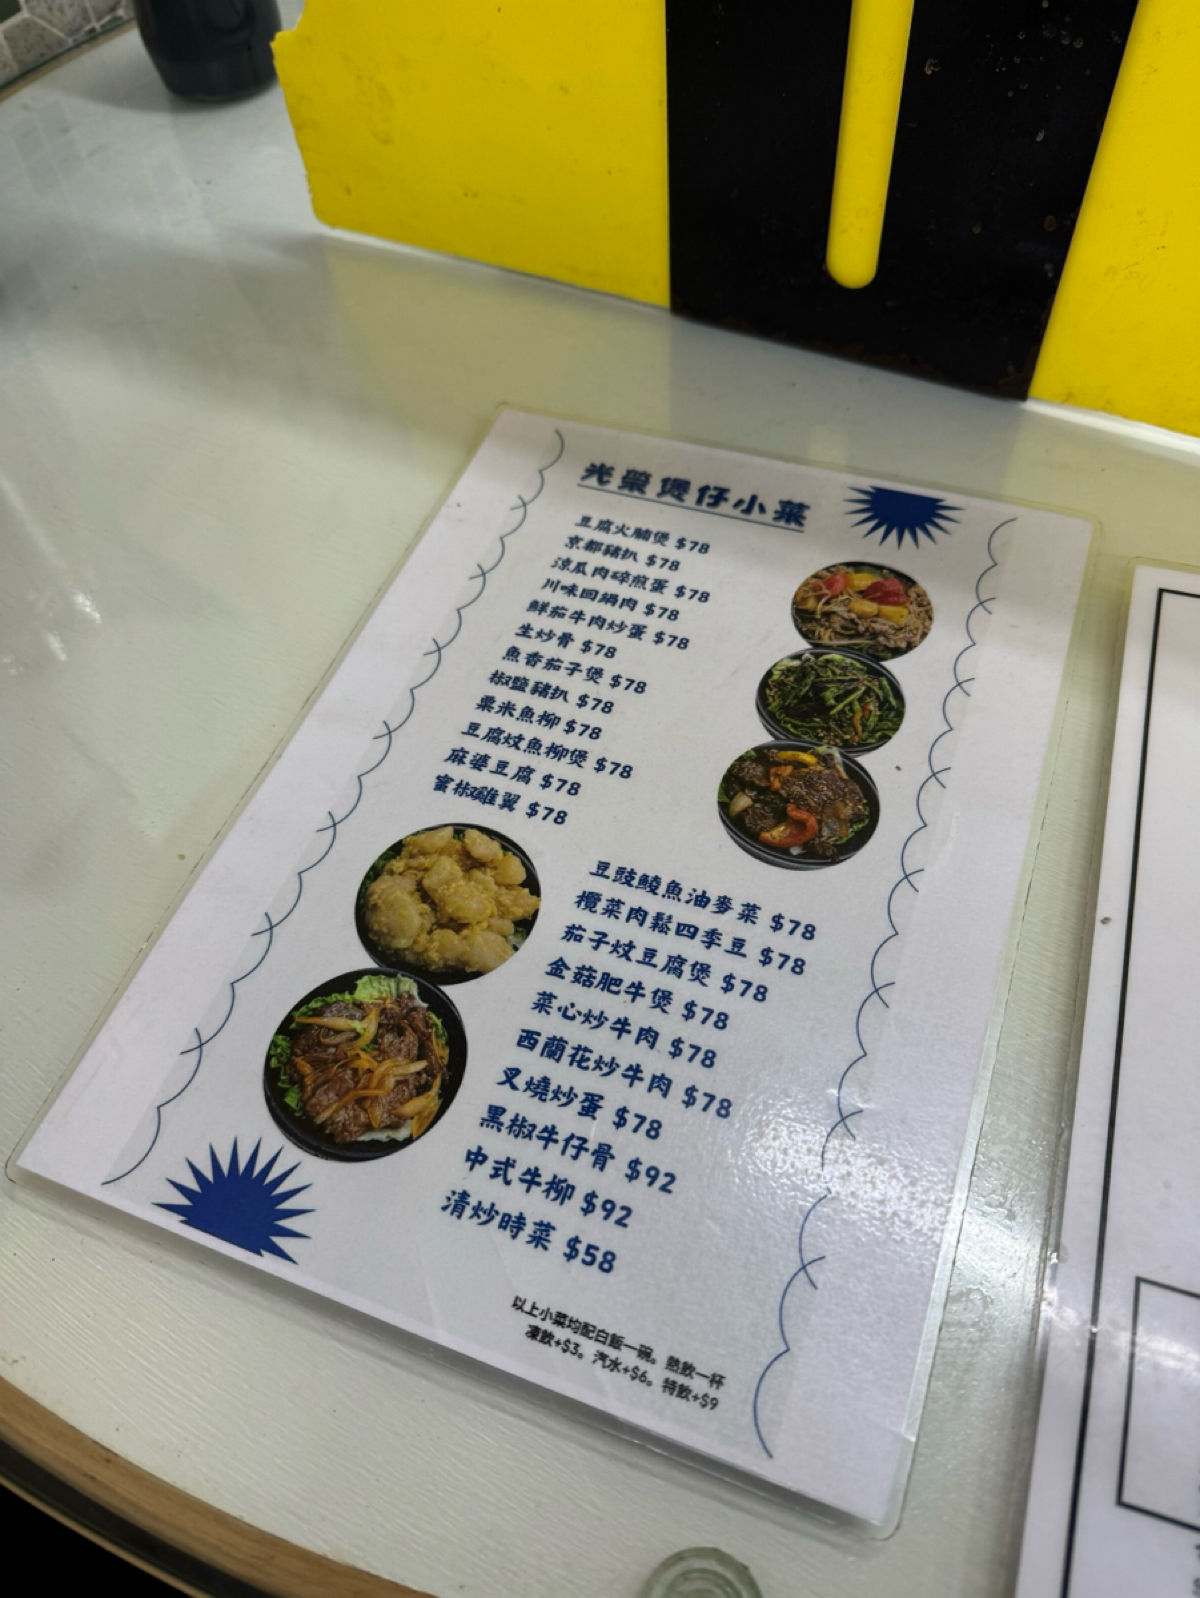 光榮煲仔小菜
豆腐火腩煲 $78
京都豬扒 $78
涼瓜肉碎煎蛋 $78
川味回鍋肉 $78
鮮茄牛肉炒蛋 $78
生炒骨 $78
魚香茄子煲 $78
椒鹽豬扒 $78
粟米魚柳 $78
豆腐炆魚柳煲 $78
麻婆豆腐 $78
蜜椒雞翼 $78
豆豉鯪魚油麥菜 $78
欖菜肉鬆四季豆 $78
茄子炆豆腐煲 $78
金菇肥牛煲 $78
菜心炒牛肉 $78
西蘭花炒牛肉 $78
叉燒炒蛋 $78
黑椒牛仔骨 $92
中式牛柳 $92
清炒時菜 $58
以上小菜均配白飯一碗。熱飲一杯
凍飲+$3。汽水+$6。特飲+$9